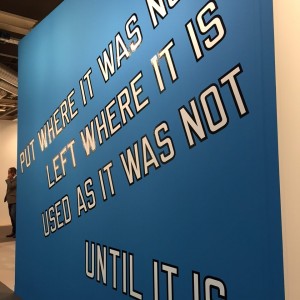 PUT WHERE IT WAS
LEFT WHERE IT IS
USED AS IT WAS NOT
UNTIL IT IS